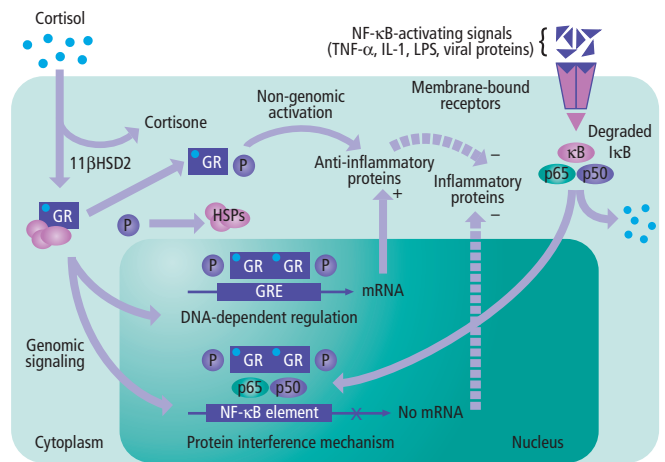 Cortisol
NF-κB-activating signals
(TNF-α, IL-1, LPS, viral proteins)
Non-genomic
activation
Membrane-bound
receptors
Cortisone
11βHSD2
GR
P
Anti-inflammatory
proteins
+
Inflammatory
proteins
–
–
Degraded
IκB
κB
p65
p50
GR
P
HSPs
P
GR
GR
P
GRE
mRNA
DNA-dependent regulation
Genomic
signaling
P
GR
GR
P
p65
p50
NF-κB element
x
No mRNA
Cytoplasm
Protein interference mechanism
Nucleus